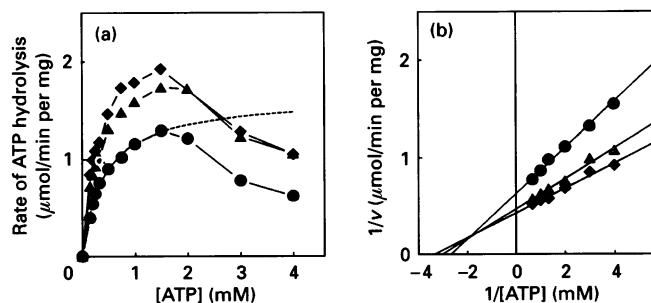 (a)
Rate of ATP hydrolysis
(μmol/min per mg)
2
1
0
0 1 2 3 4
[ATP] (mM)
(b)
1/v (μmol/min per mg)
2
1
0
−4 −2 0 2 4
1/[ATP] (mM)